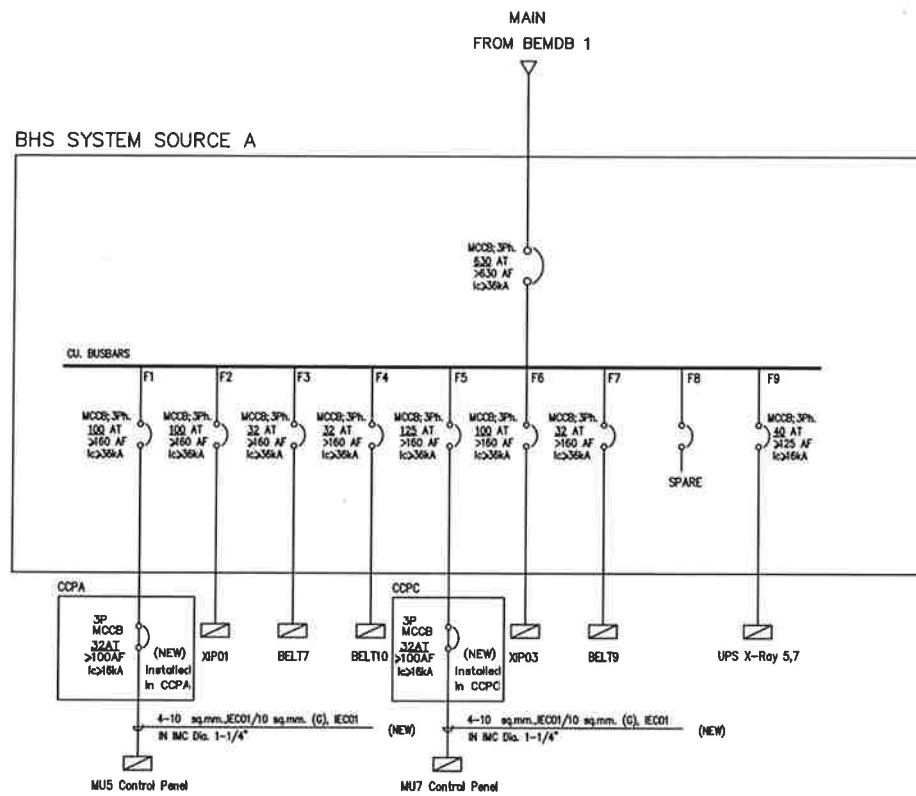 MAIN
FROM BEMDB 1
BHS SYSTEM SOURCE A
MCCB;3Ph.
630 AT
>630 AF
Ic>36kA
CU. BUSBARS
F1
F2
F3
F4
F5
F6
F7
F8
F9
MCCB;3Ph.
100 AT
>160 AF
Ic>36kA
MCCB;3Ph.
100 AT
>160 AF
Ic>36kA
MCCB;3Ph.
32 AT
>160 AF
Ic>36kA
MCCB;3Ph.
32 AT
>160 AF
Ic>36kA
MCCB;3Ph.
125 AT
>160 AF
Ic>36kA
MCCB;3Ph.
100 AT
>160 AF
Ic>36kA
MCCB;3Ph.
32 AT
>160 AF
Ic>36kA
SPARE
MCCB;3Ph.
40 AT
>125 AF
Ic>16kA
CCPA
3P
MCCB
32AT
>100AF
Ic>16kA
(NEW)
Installed
in CCPA
XIP01
BELT7
BELT10
CCPC
3P
MCCB
32AT
>100AF
Ic>16kA
(NEW)
Installed
in CCPC
XIP03
BELT9
UPS X-Ray 5,7
4-10 sq.mm.,IEC01/10 sq.mm. (G), IEC01
IN IMC Dia. 1-1/4"
(NEW)
4-10 sq.mm.,IEC01/10 sq.mm. (G), IEC01
IN IMC Dia. 1-1/4"
(NEW)
MU5 Control Panel
MU7 Control Panel